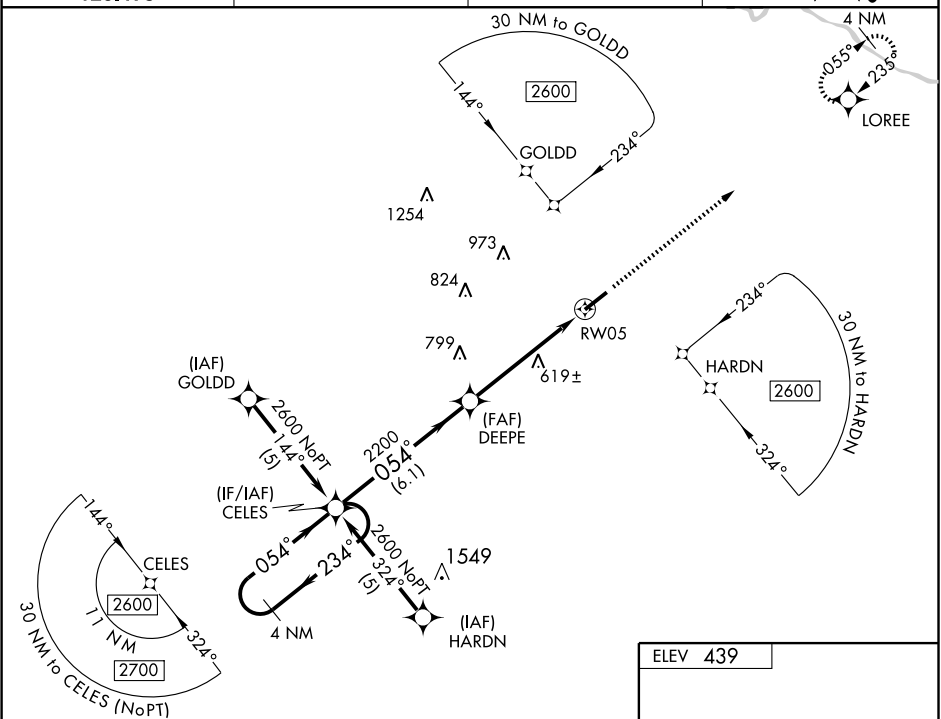 30 NM to GOLDD
4 NM
055°
235°
LOREE
2600
144°
GOLDD
234°
1254
973
824
RW05
799
619±
234°
HARDN
2600
30 NM to HARDN
324°
(IAF)
GOLDD
2600 NoPT
144°
(5)
(FAF)
DEEPE
2200
054°
(6.1)
(IF/IAF)
CELES
144°
CELES
2600
11 NM
324°
2700
30 NM to CELES (NoPT)
054°
234°
4 NM
2600 NoPT
324°
(5)
1549
(IAF)
HARDN
ELEV 439